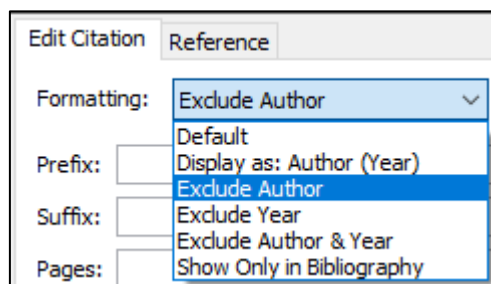 Edit Citation Reference
Formatting: Exclude Author
Default
Display as: Author (Year)
Prefix:
Exclude Author
Suffix:
Exclude Year
Exclude Author & Year
Pages:
Show Only in Bibliography